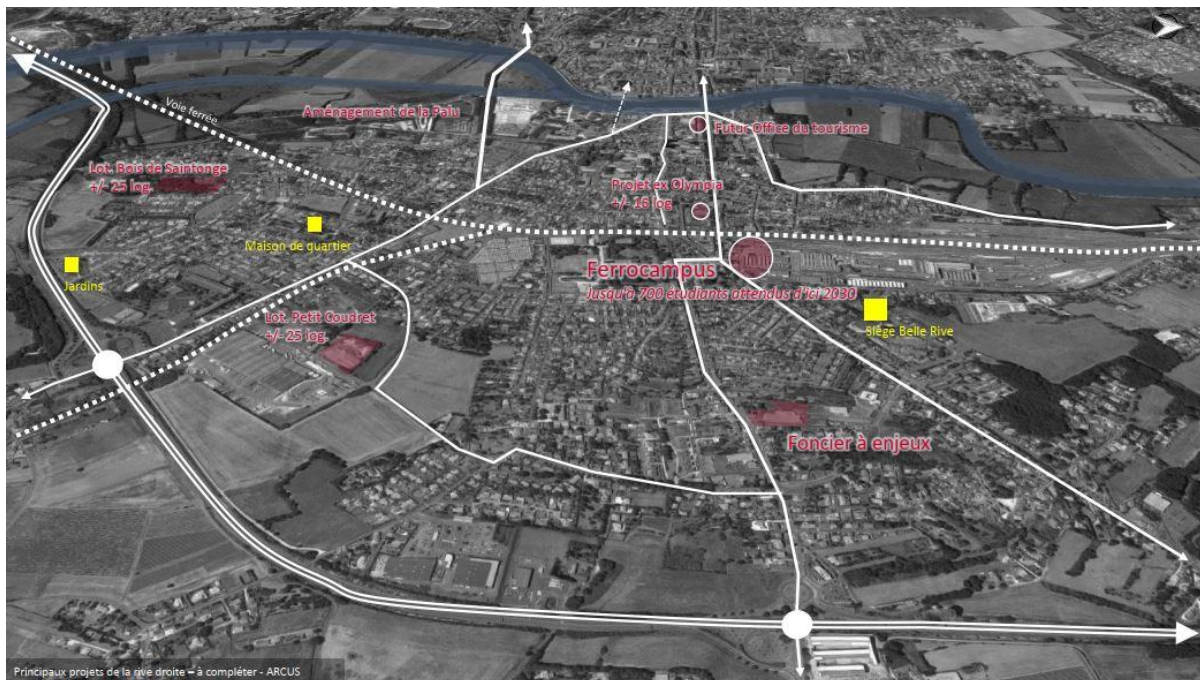 Voie ferrée
Aménagement de la Palu
Futur Office du tourisme
Lot. Bois de Saintonge
+/- 25 log.
Projet ex Olympia
+/- 16 log
Maison de quartier
Jardins
Ferrocampus
Jusqu'à 700 étudiants attendus d'ici 2030
Lot. Petit Coudret
+/- 25 log.
Siège Belle Rive
Foncier à enjeux
Principaux projets de la rive droite – à compléter - ARCUS